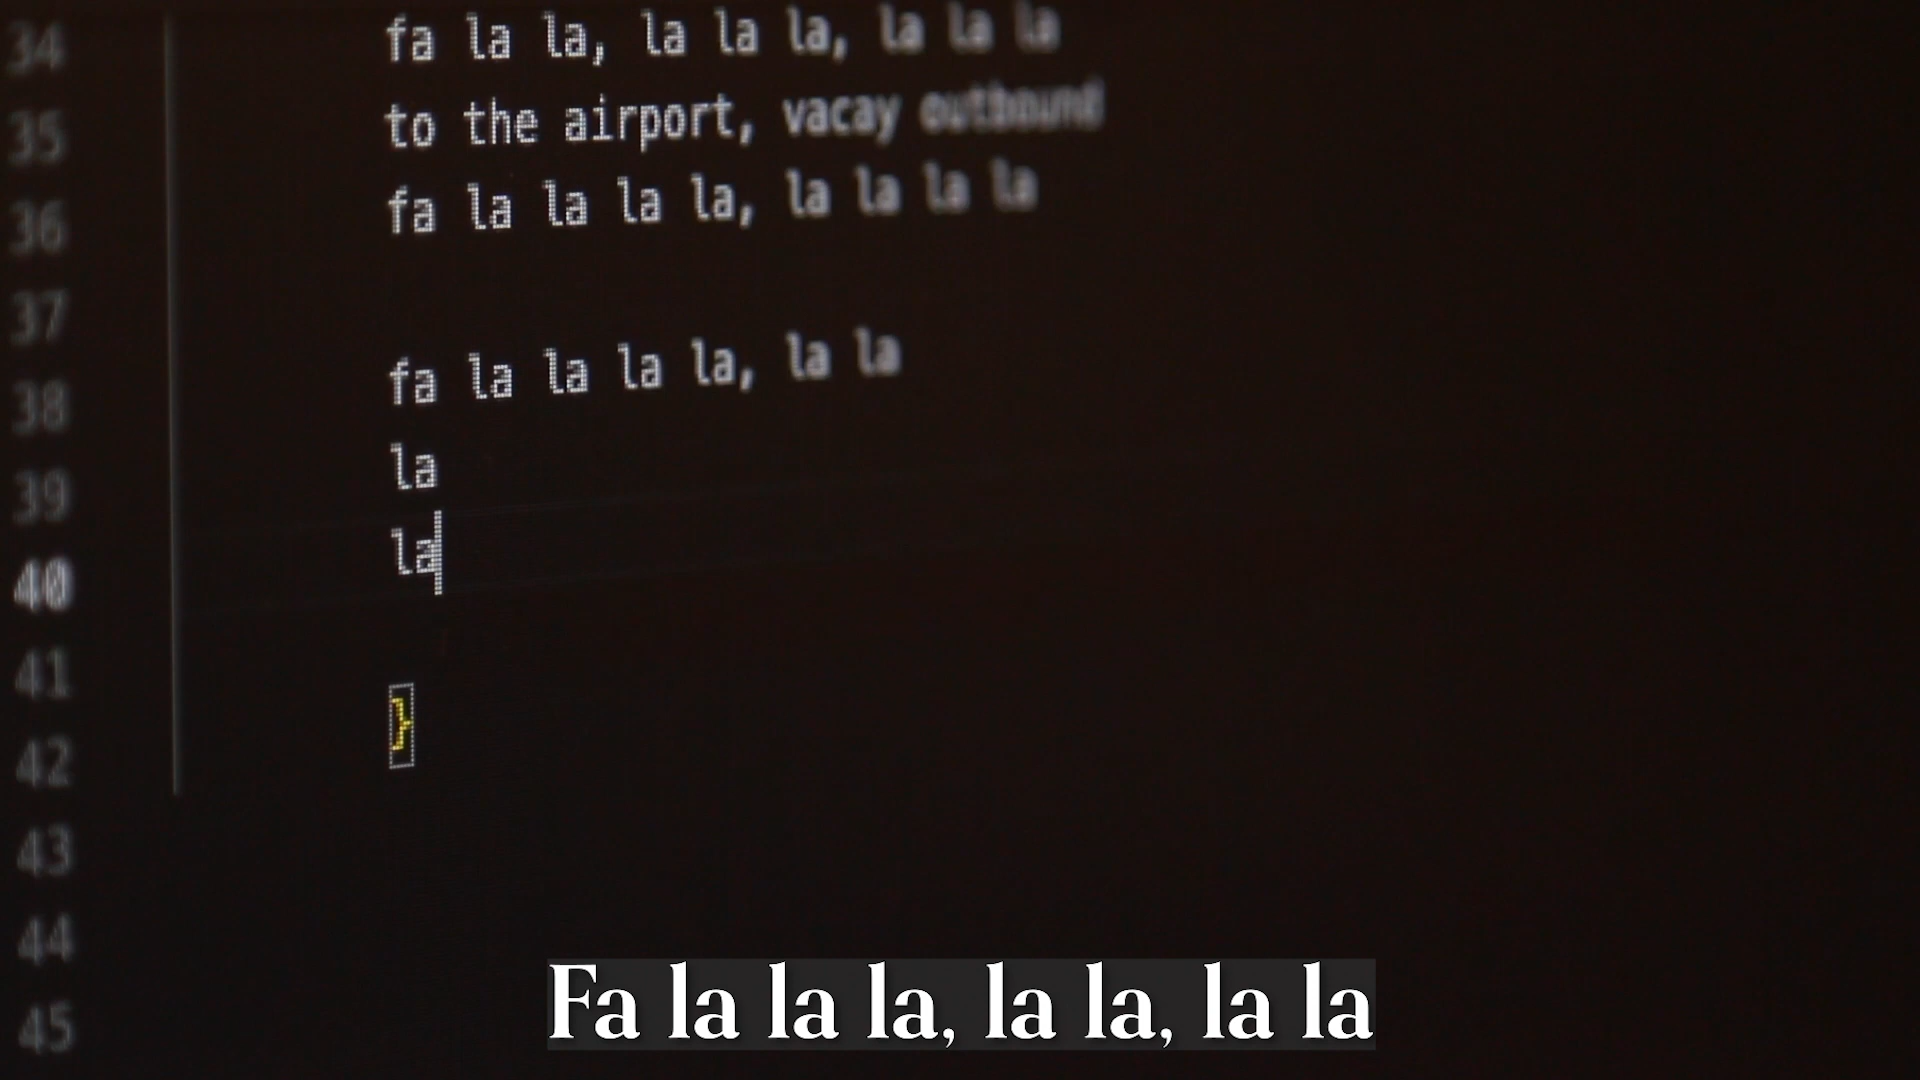 34 fa la la, la la la, la la la
35 to the airport, vacay outbound
36 fa la la la la, la la la la
37
38 fa la la la la, la la
39 la
40 la
41
42 }
43
44
45
Fa la la la, la la, la la